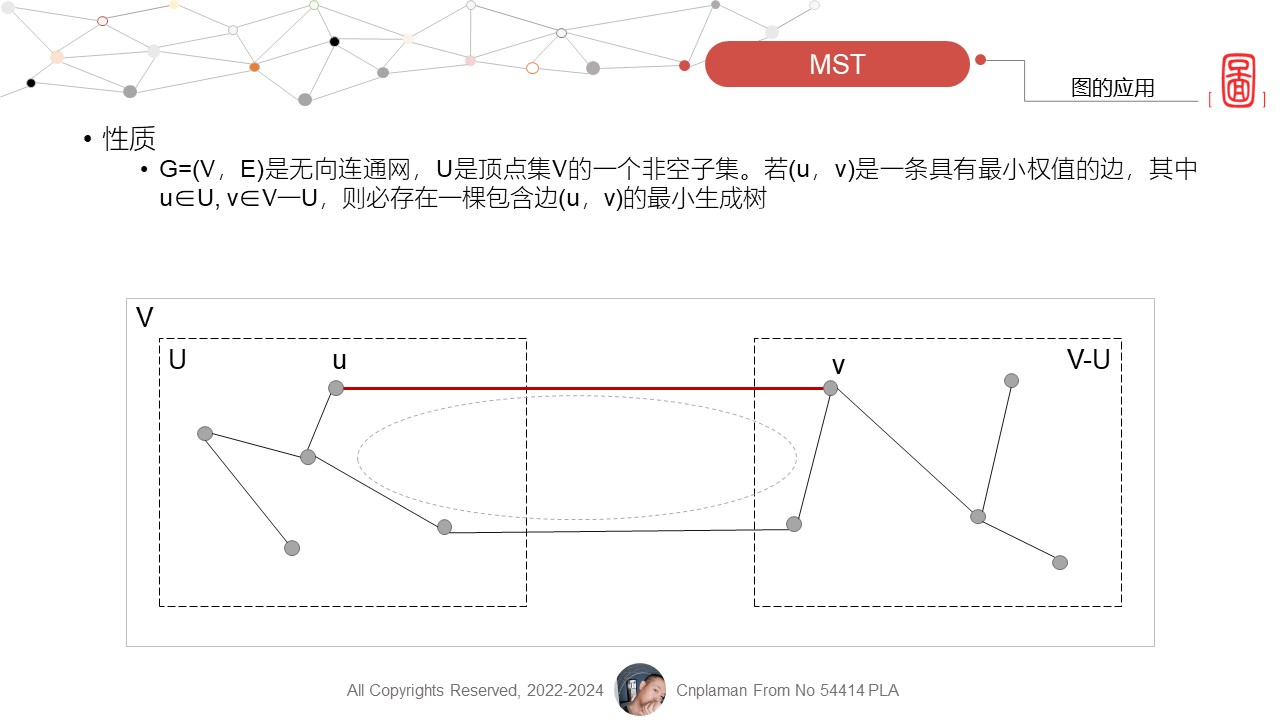 MST
图的应用
[图]
• 性质
• G=(V，E)是无向连通网，U是顶点集V的一个非空子集。若(u，v)是一条具有最小权值的边，其中
u∈U, v∈V—U，则必存在一棵包含边(u，v)的最小生成树
V
U
u
v
V-U
All Copyrights Reserved, 2022-2024
Cnplaman From No 54414 PLA